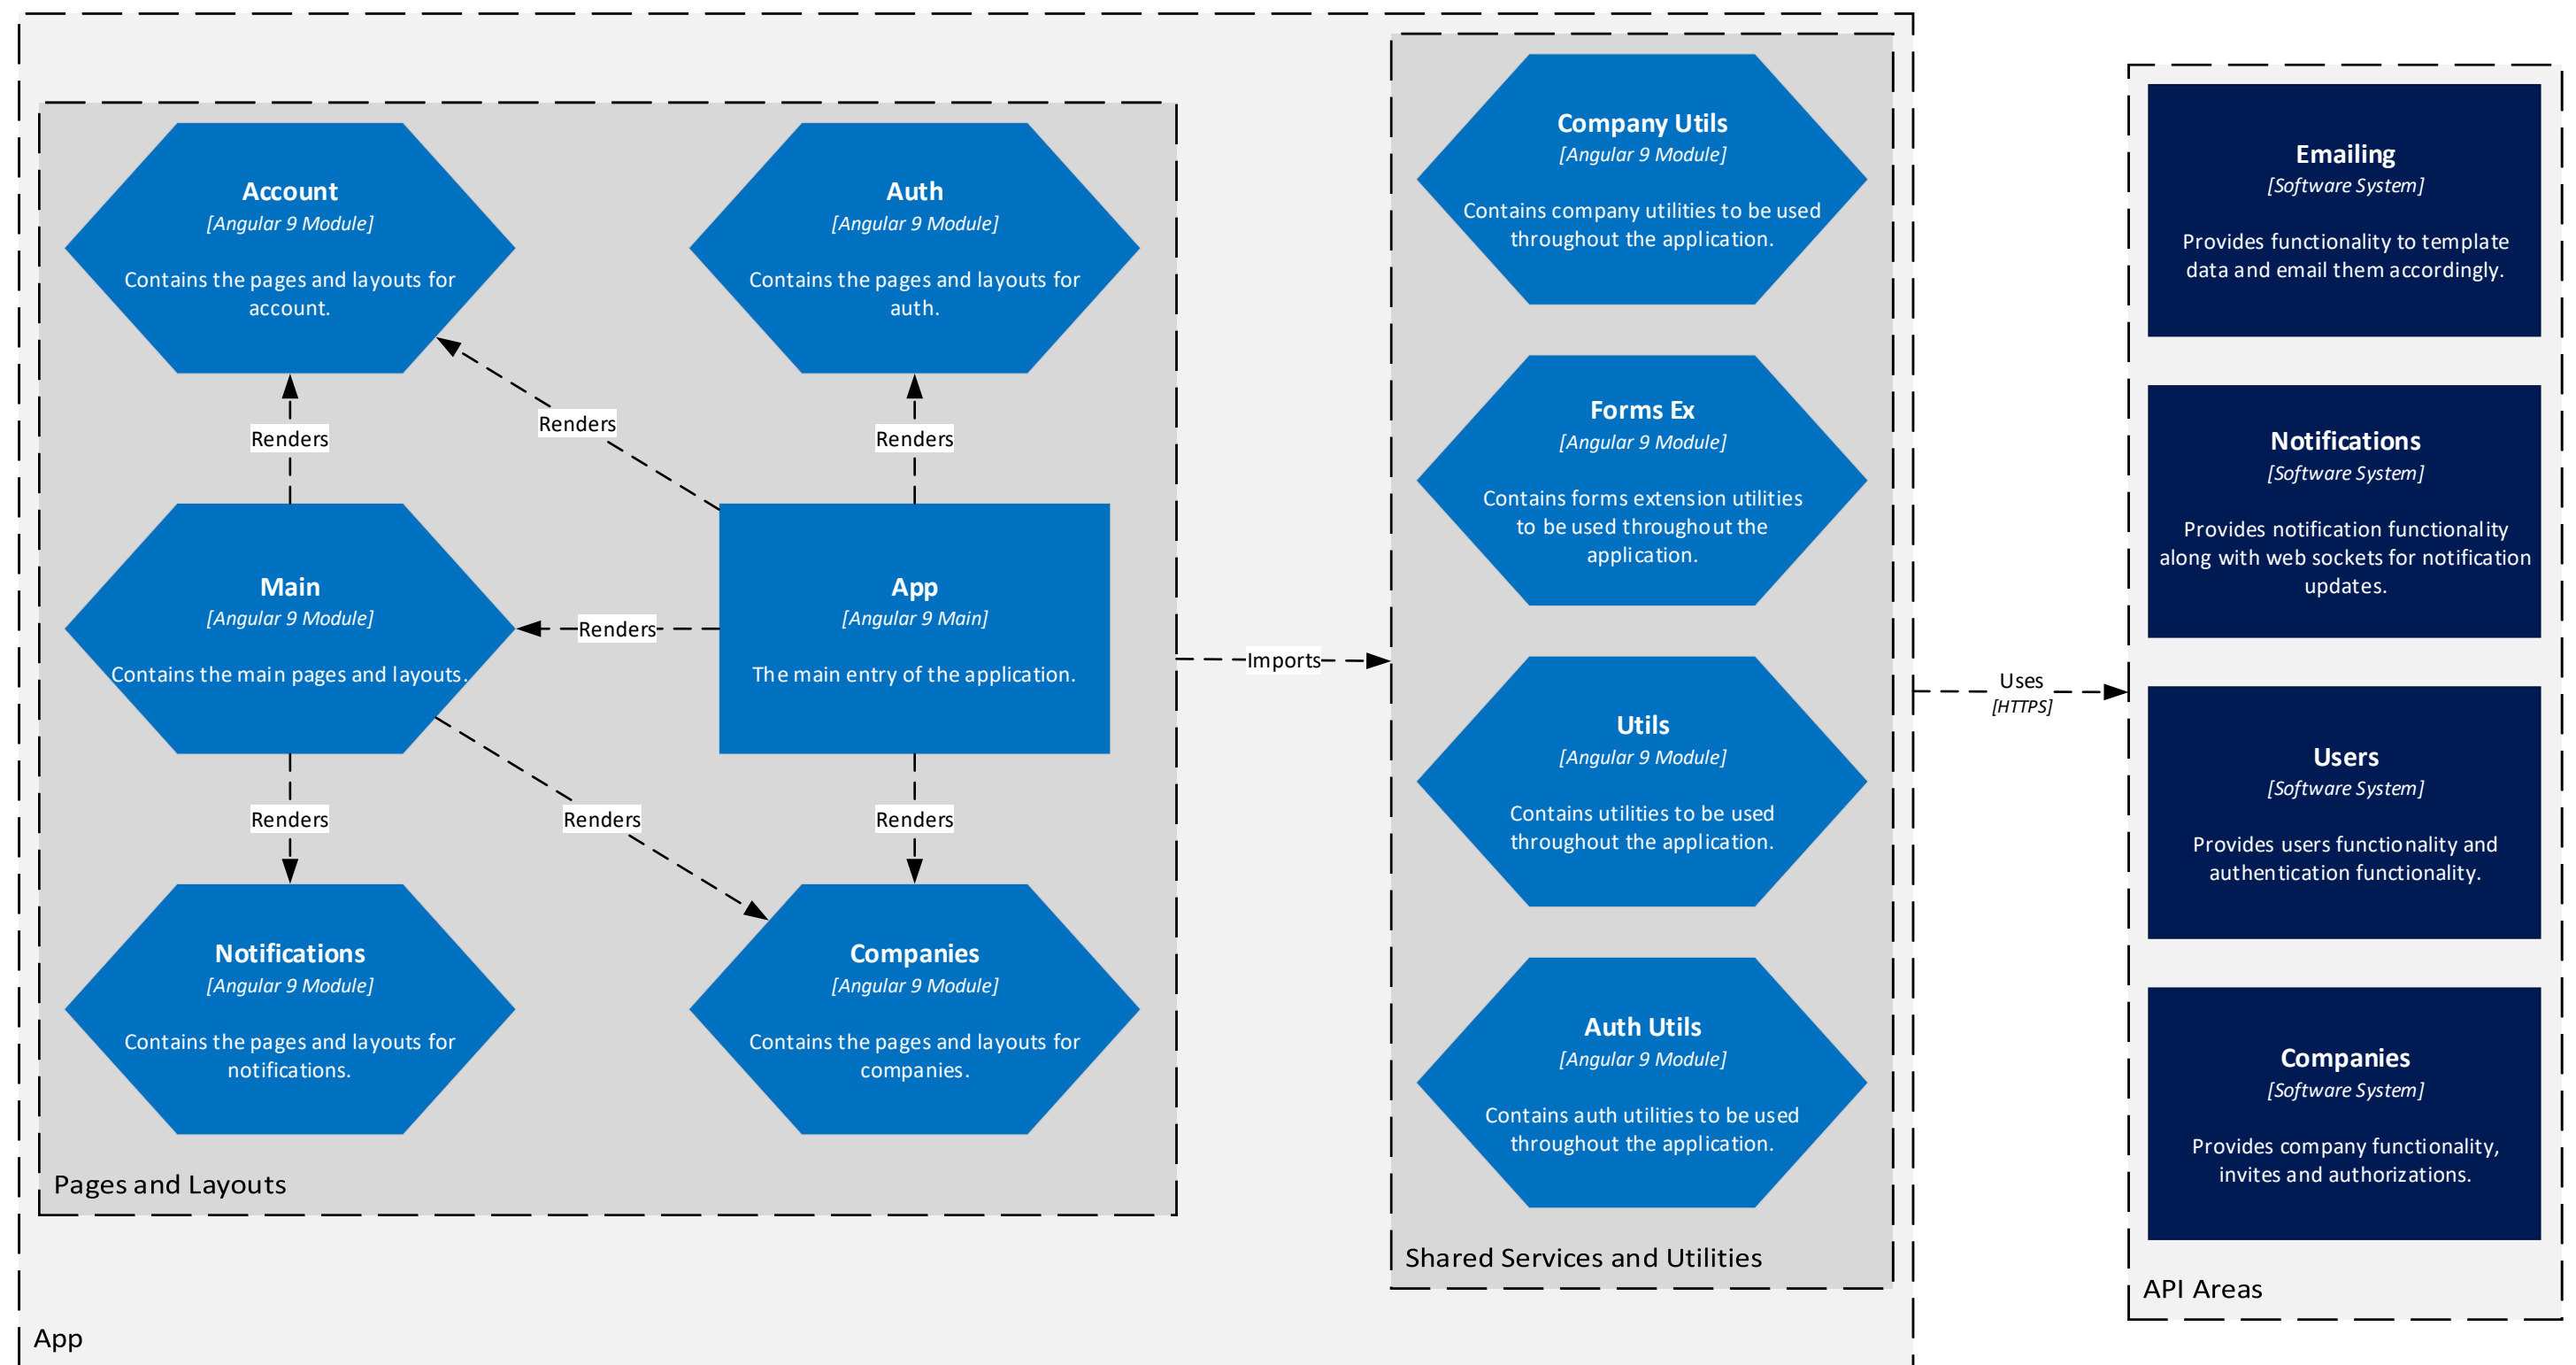 Account
[Angular 9 Module]
Contains the pages and layouts for
account.
Auth
[Angular 9 Module]
Contains the pages and layouts for
auth.
Renders
Renders
Renders
Main
[Angular 9 Module]
Contains the main pages and layouts.
Renders
App
[Angular 9 Main]
The main entry of the application.
Renders
Renders
Renders
Notifications
[Angular 9 Module]
Contains the pages and layouts for
notifications.
Companies
[Angular 9 Module]
Contains the pages and layouts for
companies.
Pages and Layouts
Imports
Company Utils
[Angular 9 Module]
Contains company utilities to be used
throughout the application.
Forms Ex
[Angular 9 Module]
Contains forms extension utilities
to be used throughout the
application.
Utils
[Angular 9 Module]
Contains utilities to be used
throughout the application.
Auth Utils
[Angular 9 Module]
Contains auth utilities to be used
throughout the application.
Shared Services and Utilities
App
Uses
[HTTPS]
Emailing
[Software System]
Provides functionality to template
data and email them accordingly.
Notifications
[Software System]
Provides notification functionality
along with web sockets for notification
updates.
Users
[Software System]
Provides users functionality and
authentication functionality.
Companies
[Software System]
Provides company functionality,
invites and authorizations.
API Areas